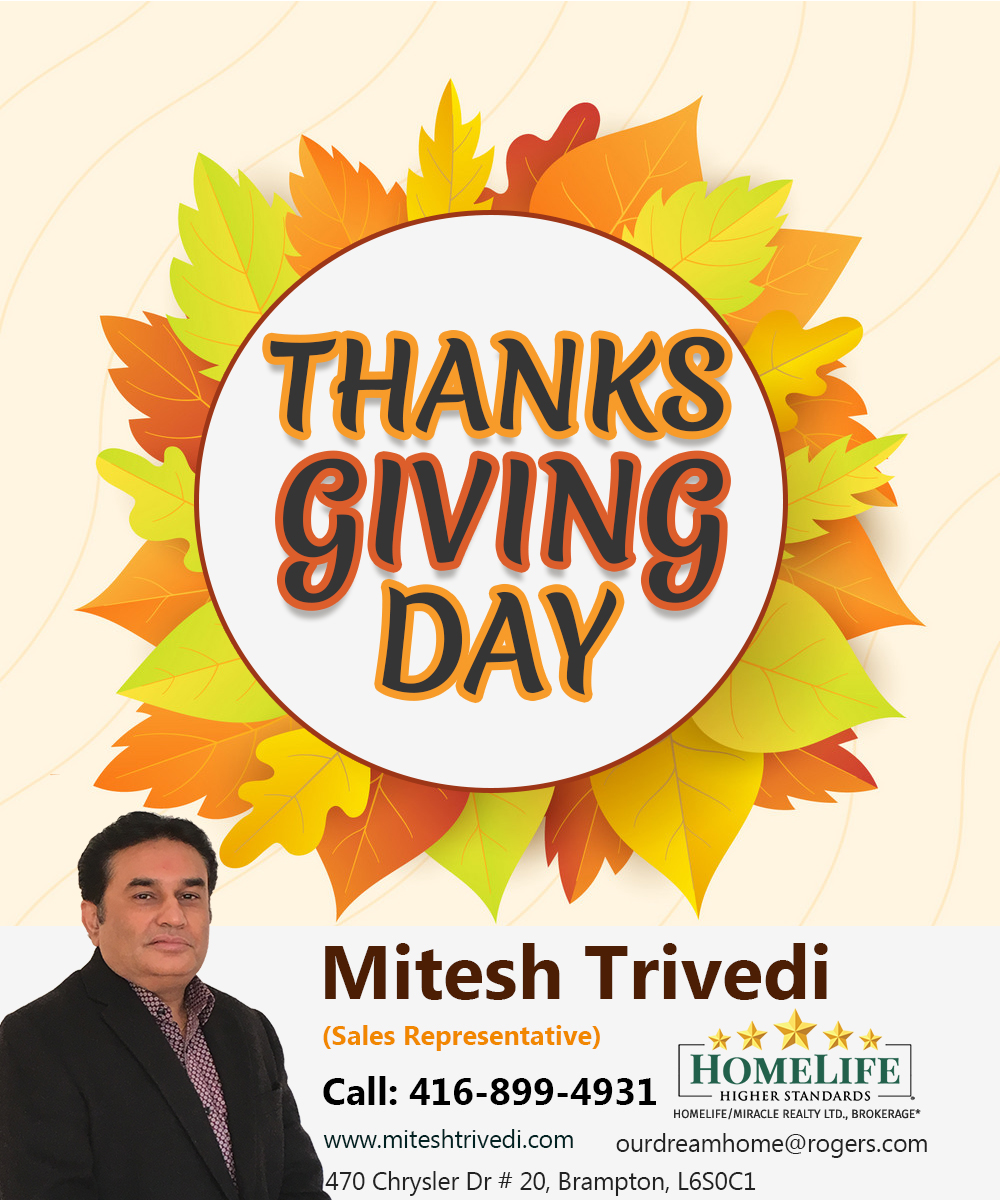 THANKS
GIVING
DAY
Mitesh Trivedi
(Sales Representative)
Call: 416-899-4931
HOMELIFE
HIGHER STANDARDS
HOMELIFE/MIRACLE REALTY LTD., BROKERAGE*
www.miteshtrivedi.com ourdreamhome@rogers.com
470 Chrysler Dr # 20, Brampton, L6S0C1